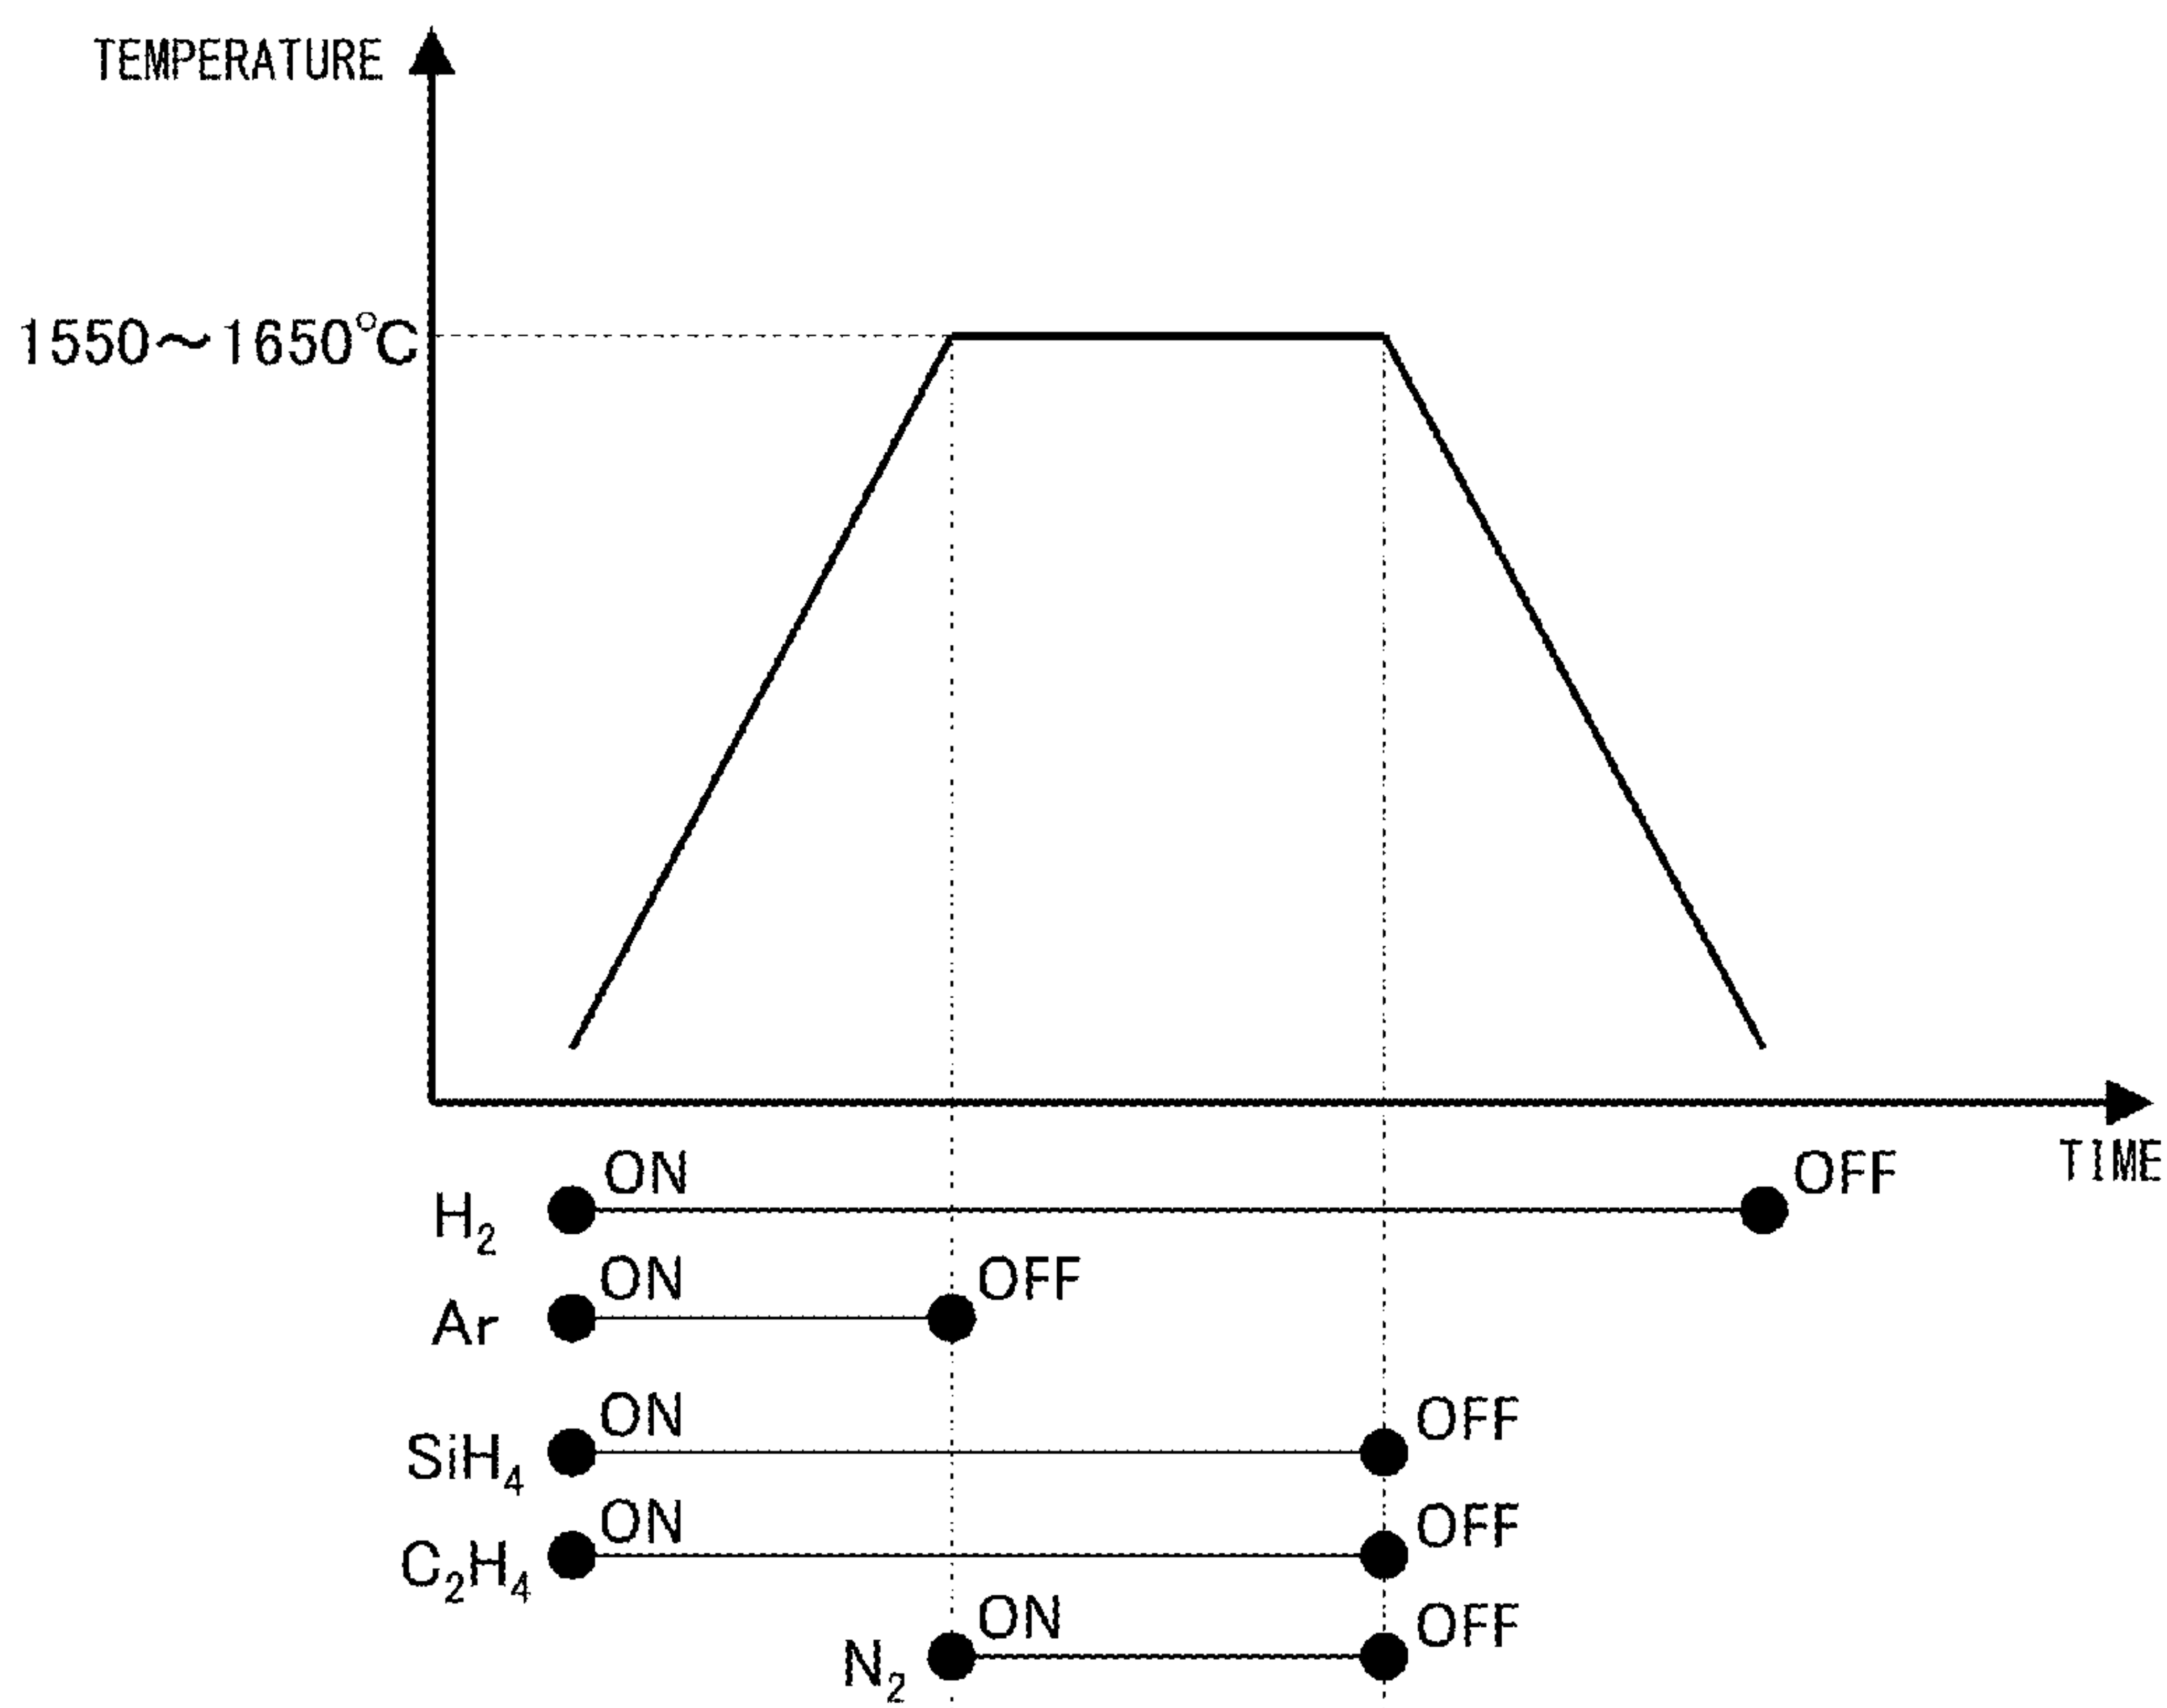 TEMPERATURE
1550～1650℃
TIME
H₂ ON OFF
Ar ON OFF
SiH₄ ON OFF
C₂H₄ ON OFF
N₂ ON OFF